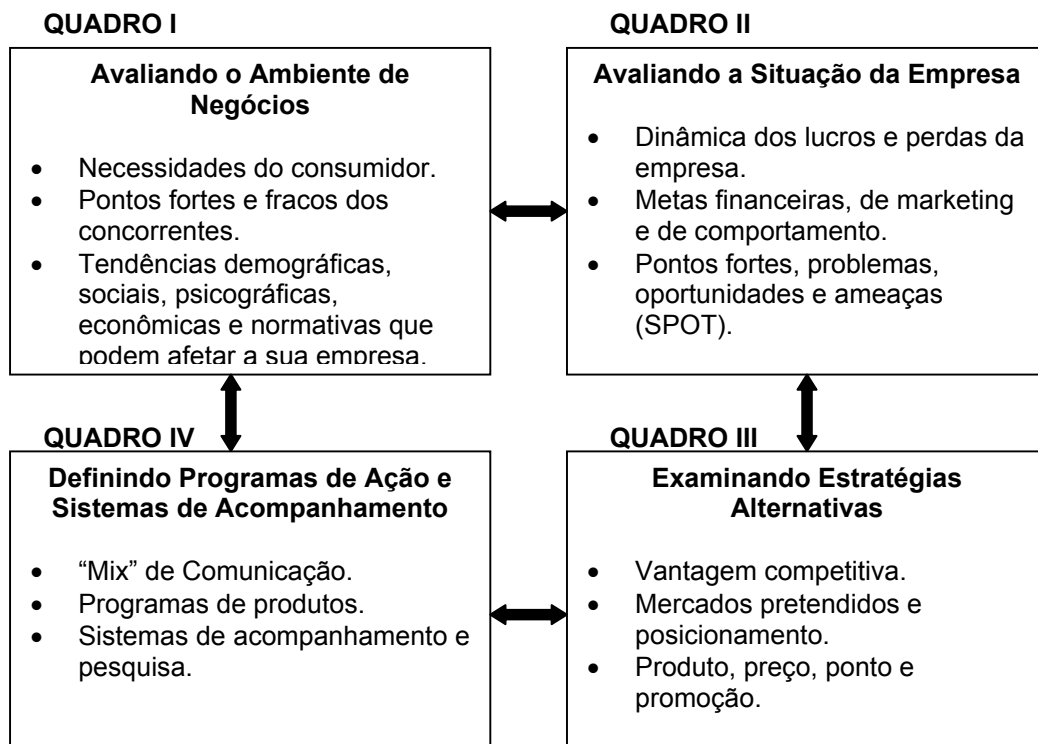 QUADRO I
Avaliando o Ambiente de
Negócios
• Necessidades do consumidor.
• Pontos fortes e fracos dos
concorrentes.
• Tendências demográficas,
sociais, psicográficas,
econômicas e normativas que
podem afetar a sua empresa.
QUADRO II
Avaliando a Situação da Empresa
• Dinâmica dos lucros e perdas da
empresa.
• Metas financeiras, de marketing
e de comportamento.
• Pontos fortes, problemas,
oportunidades e ameaças
(SPOT).
QUADRO IV
Definindo Programas de Ação e
Sistemas de Acompanhamento
• “Mix” de Comunicação.
• Programas de produtos.
• Sistemas de acompanhamento e
pesquisa.
QUADRO III
Examinando Estratégias
Alternativas
• Vantagem competitiva.
• Mercados pretendidos e
posicionamento.
• Produto, preço, ponto e
promoção.